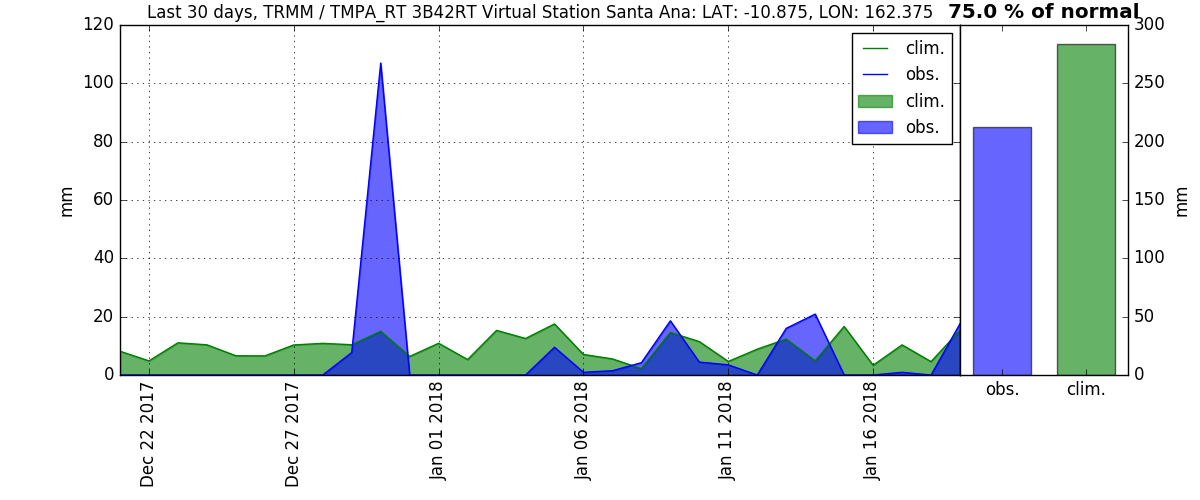 Last 30 days, TRMM / TMPA_RT 3B42RT Virtual Station Santa Ana: LAT: -10.875, LON: 162.375
75.0 % of normal
120
100
80
60
40
20
0
mm
clim.
obs.
clim.
obs.
Dec 22 2017
Dec 27 2017
Jan 01 2018
Jan 06 2018
Jan 11 2018
Jan 16 2018
300
250
200
150
100
50
0
mm
obs.
clim.